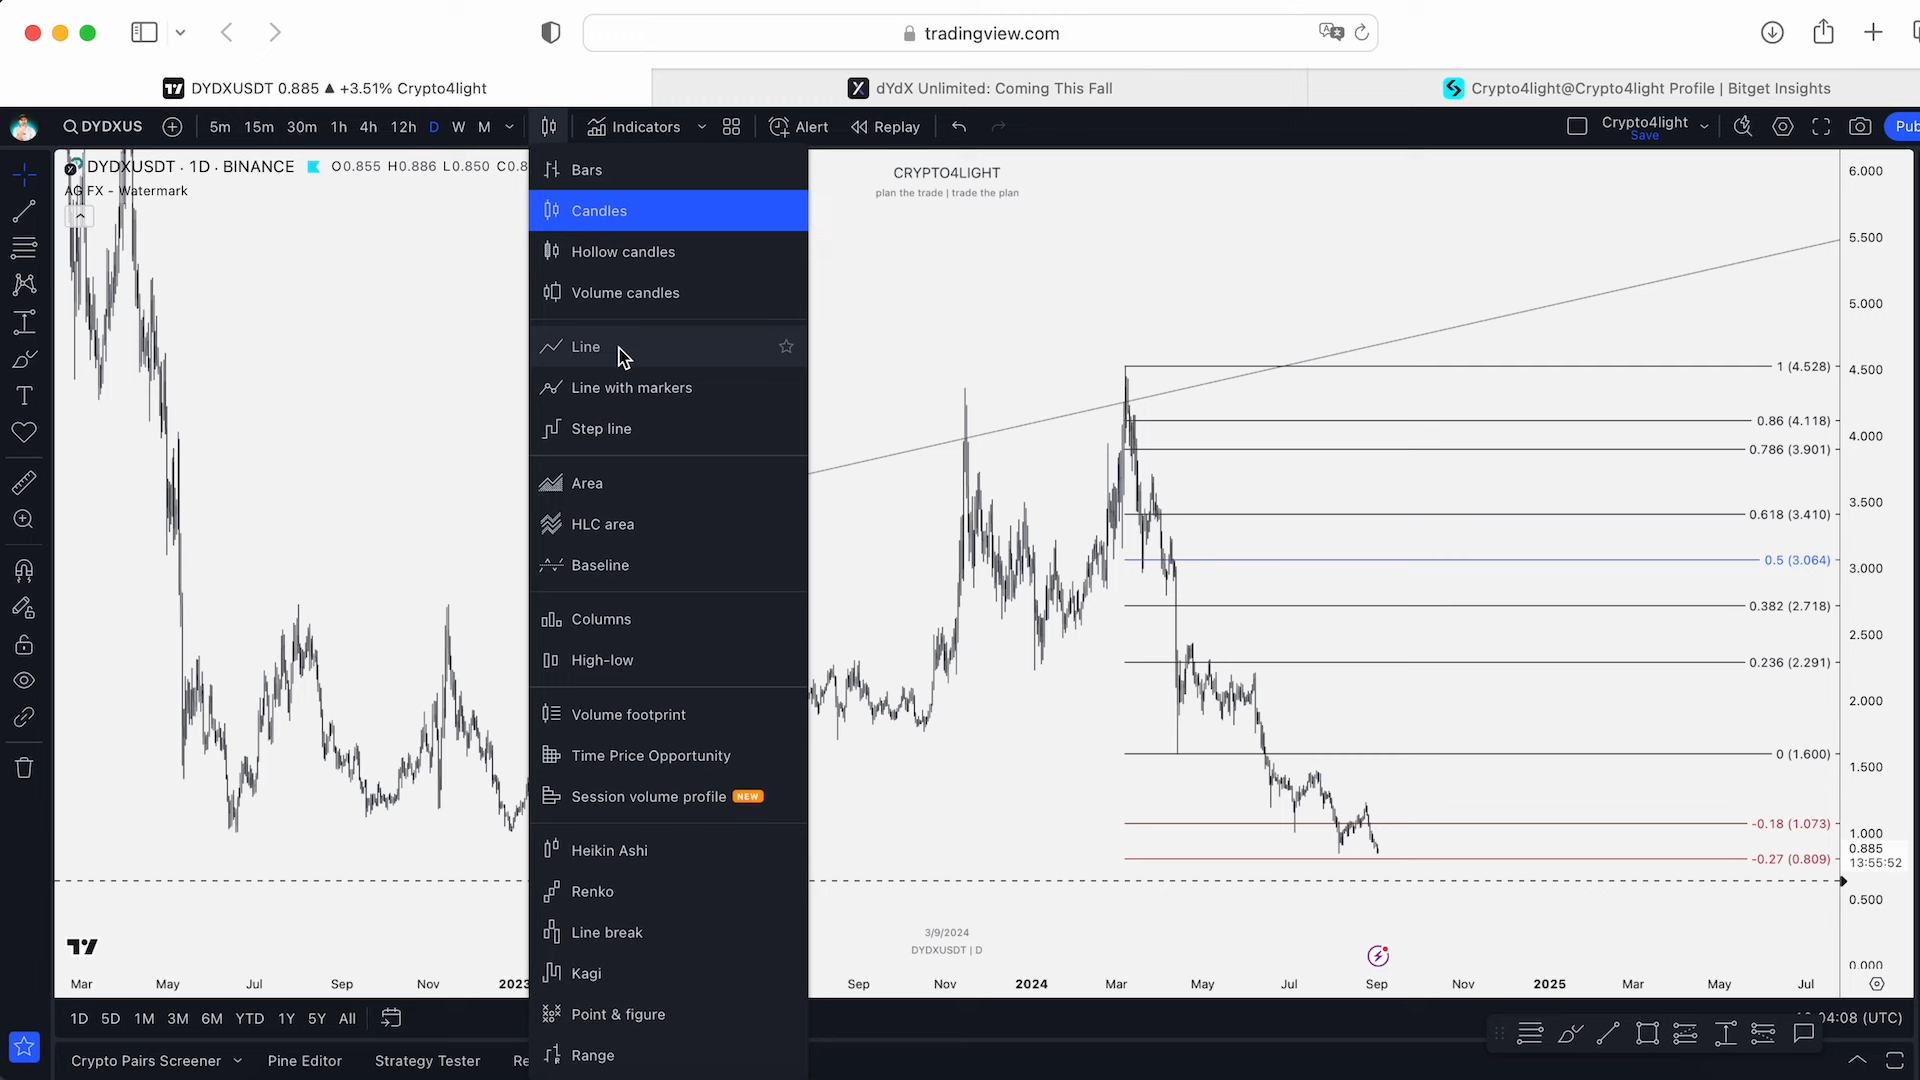 tradingview.com
DYDXUSDT 0.885 ▲ +3.51% Crypto4light
dYdX Unlimited: Coming This Fall
Crypto4light@Crypto4light Profile | Bitget Insights
DYDXUS
5m 15m 30m 1h 4h 12h D W M
Indicators
Alert
Replay
Crypto4light
Save
Pub
DYDXUSDT · 1D · BINANCE O0.855 H0.886 L0.850 C0.8
AG FX - Watermark
CRYPTO4LIGHT
plan the trade | trade the plan
Bars
Candles
Hollow candles
Volume candles
Line
Line with markers
Step line
Area
HLC area
Baseline
Columns
High-low
Volume footprint
Time Price Opportunity
Session volume profile NEW
Heikin Ashi
Renko
Line break
Kagi
Point & figure
Range
1 (4.528)
0.86 (4.118)
0.786 (3.901)
0.618 (3.410)
0.5 (3.064)
0.382 (2.718)
0.236 (2.291)
0 (1.600)
-0.18 (1.073)
-0.27 (0.809)
6.000
5.500
5.000
4.500
4.000
3.500
3.000
2.500
2.000
1.500
1.000
0.885
13:55:52
0.500
0.000
3/9/2024
DYDXUSDT | D
Mar May Jul Sep Nov 2023 Sep Nov 2024 Mar May Jul Sep Nov 2025 Mar May Jul
1D 5D 1M 3M 6M YTD 1Y 5Y All
04:08 (UTC)
Crypto Pairs Screener Pine Editor Strategy Tester Re